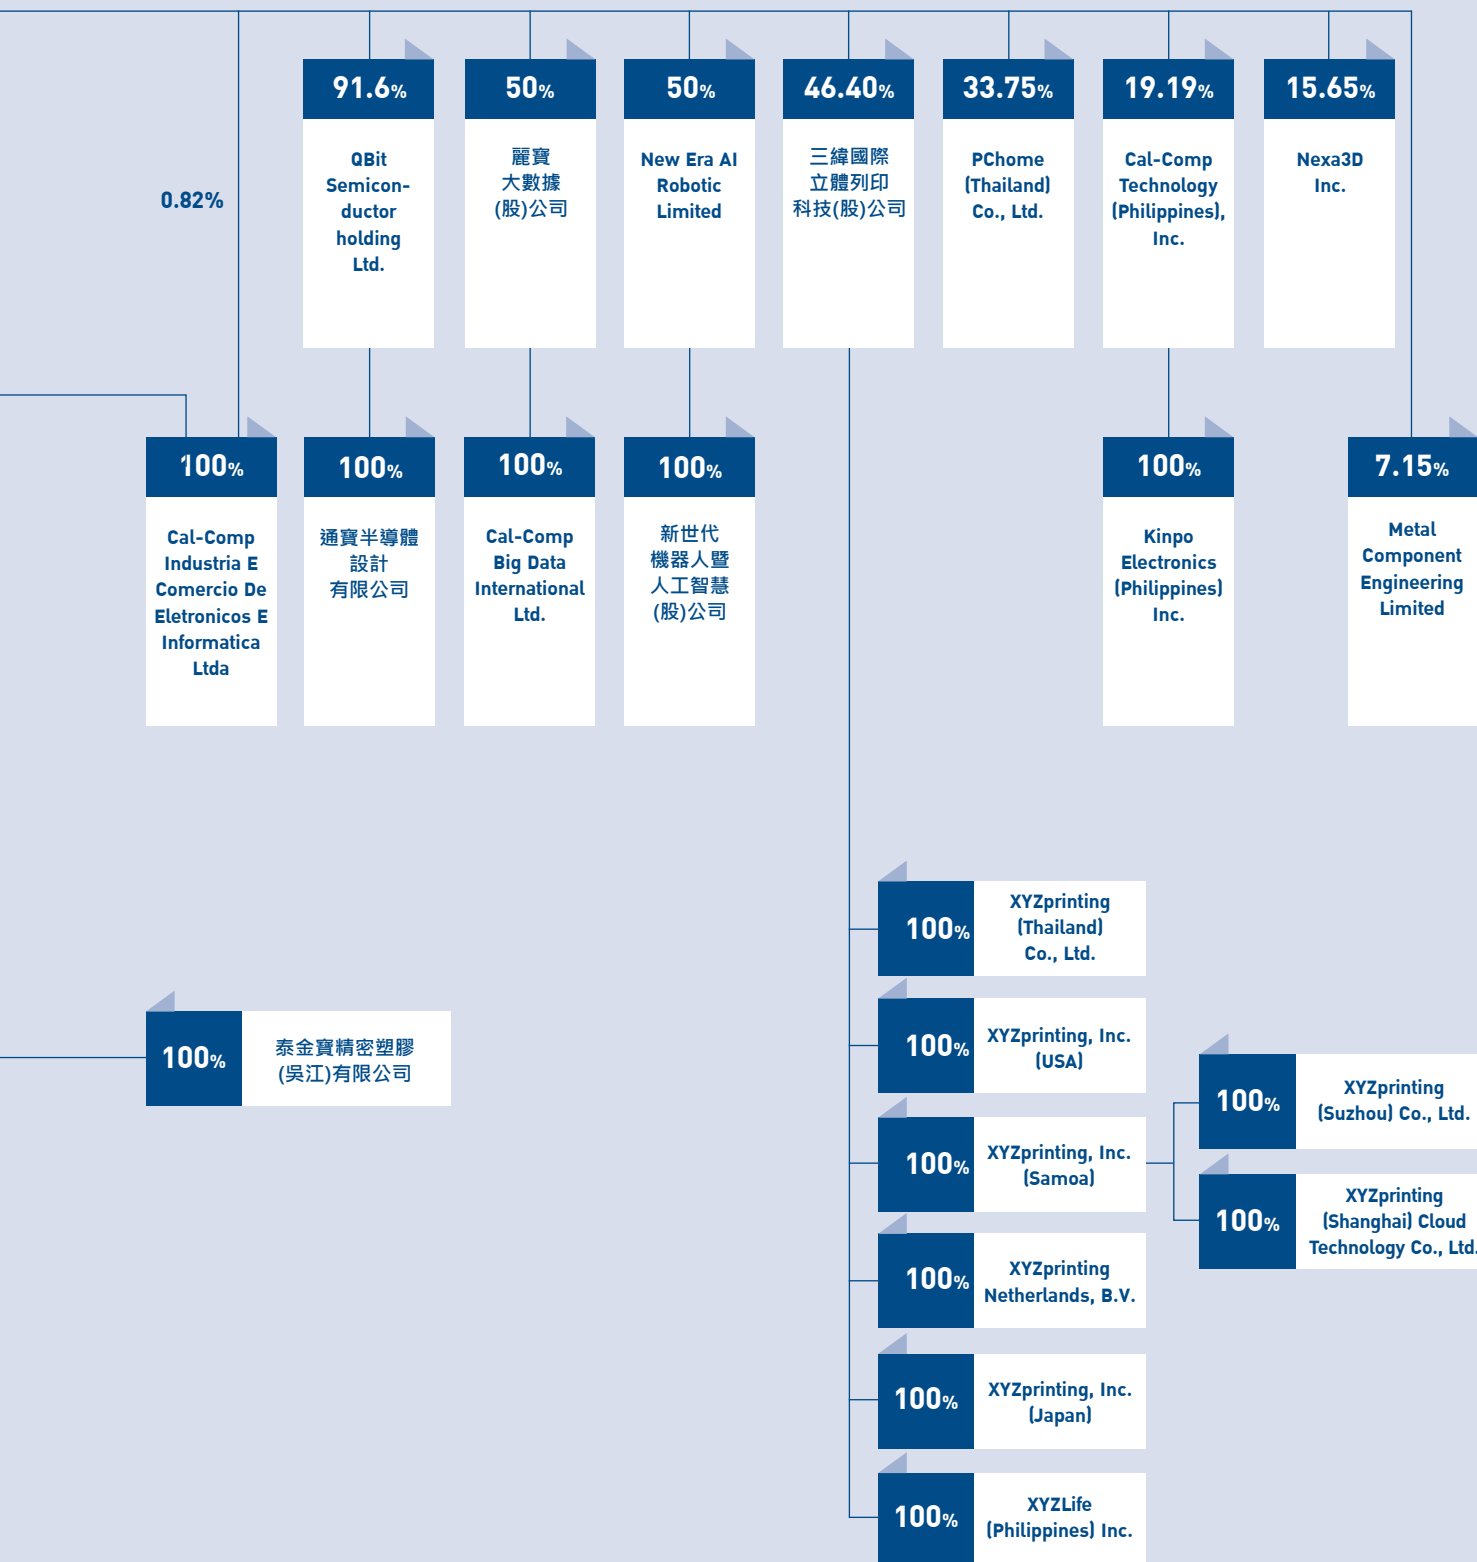 91.6%
QBit
Semicon-
ductor
holding
Ltd.
50%
麗寶
大數據
(股)公司
50%
New Era AI
Robotic
Limited
46.40%
三緯國際
立體列印
科技(股)公司
33.75%
PChome
(Thailand)
Co., Ltd.
19.19%
Cal-Comp
Technology
(Philippines),
Inc.
15.65%
Nexa3D
Inc.
0.82%
100%
Cal-Comp
Industria E
Comercio De
Eletronicos E
Informatica
Ltda
100%
通寶半導體
設計
有限公司
100%
Cal-Comp
Big Data
International
Ltd.
100%
新世代
機器人暨
人工智慧
(股)公司
100%
Kinpo
Electronics
(Philippines)
Inc.
7.15%
Metal
Component
Engineering
Limited
100%
XYZprinting
(Thailand)
Co., Ltd.
100%
泰金寶精密塑膠
(吳江)有限公司
100%
XYZprinting, Inc.
(USA)
100%
XYZprinting, Inc.
(Samoa)
100%
XYZprinting
(Suzhou) Co., Ltd.
100%
XYZprinting
(Shanghai) Cloud
Technology Co., Ltd.
100%
XYZprinting
Netherlands, B.V.
100%
XYZprinting, Inc.
(Japan)
100%
XYZLife
(Philippines) Inc.